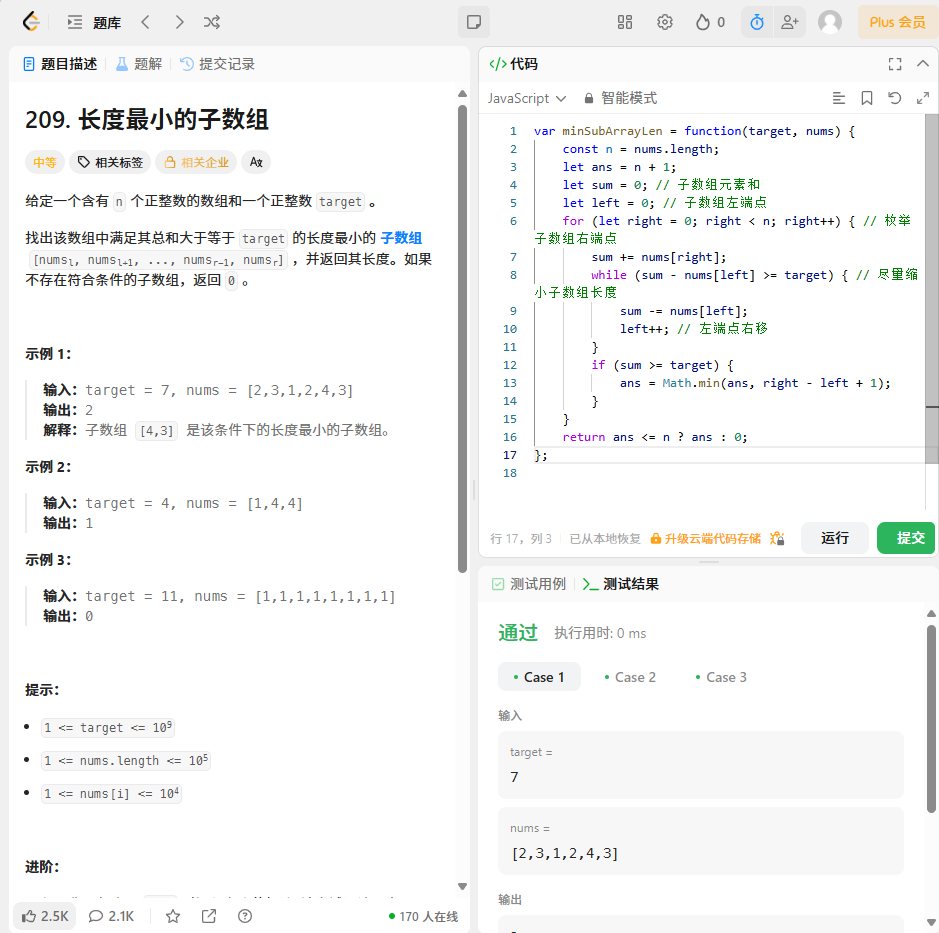 题库
0
Plus 会员
题目描述
题解
提交记录
209. 长度最小的子数组
中等
相关标签
相关企业
给定一个含有 n 个正整数的数组和一个正整数 target 。
找出该数组中满足其总和大于等于 target 的长度最小的 子数组
[numsl, numsl+1, ..., numsr-1, numsr] ，并返回其长度。如果
不存在符合条件的子数组，返回 0 。
示例 1：
输入：target = 7, nums = [2,3,1,2,4,3]
输出：2
解释：子数组 [4,3] 是该条件下的长度最小的子数组。
示例 2：
输入：target = 4, nums = [1,4,4]
输出：1
示例 3：
输入：target = 11, nums = [1,1,1,1,1,1,1,1]
输出：0
提示：
1 <= target <= 10⁹
1 <= nums.length <= 10⁵
1 <= nums[i] <= 10⁴
进阶：
2.5K
2.1K
170 人在线
</> 代码
JavaScript
智能模式
1 var minSubArrayLen = function(target, nums) {
2 const n = nums.length;
3 let ans = n + 1;
4 let sum = 0; // 子数组元素和
5 let left = 0; // 子数组左端点
6 for (let right = 0; right < n; right++) { // 枚举
子数组右端点
7 sum += nums[right];
8 while (sum - nums[left] >= target) { // 尽量缩
小子数组长度
9 sum -= nums[left];
10 left++; // 左端点右移
11 }
12 if (sum >= target) {
13 ans = Math.min(ans, right - left + 1);
14 }
15 }
16 return ans <= n ? ans : 0;
17 };
18
行 17，列 3
已从本地恢复
升级云端代码存储
运行
提交
测试用例
测试结果
通过
执行用时: 0 ms
Case 1
Case 2
Case 3
输入
target =
7
nums =
[2,3,1,2,4,3]
输出